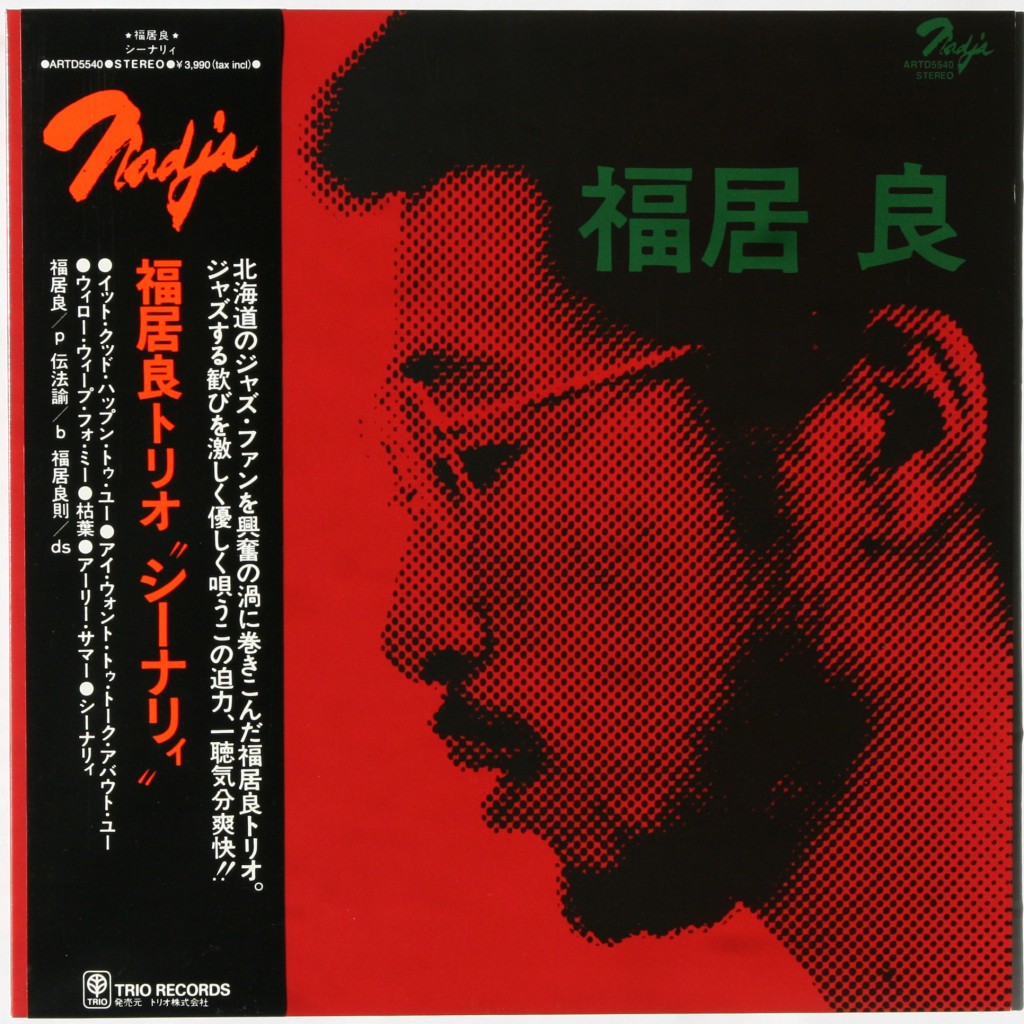 ★福居良★
シーナリィ
●ARTD5540●STEREO●¥3,990(tax incl)●
Nadja
北海道のジャズ・ファンを興奮の渦に巻きこんだ福居良トリオ。
ジャズする歓びを激しく優しく唄うこの迫力、一聴気分爽快!!
福居良トリオ〝シーナリィ〟
●イット・クッド・ハップン・トゥ・ユー●アイ・ウォント・トゥ・トーク・アバウト・ユー
●ウィロー・ウィープ・フォ・ミー●枯葉●アーリー・サマー●シーナリィ
福居良/p 伝法諭/b 福居良則/ds
TRIO
TRIO RECORDS
発売元 トリオ株式会社
Nadja
ARTD5540
STEREO
福居 良